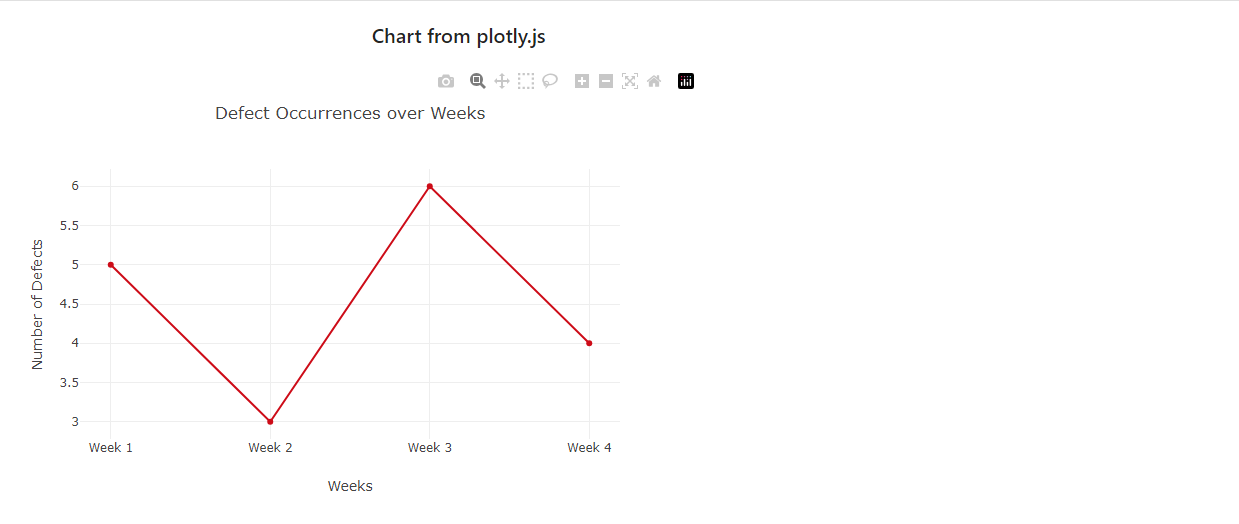 Chart from plotly.js
Defect Occurrences over Weeks
6
5.5
5
4.5
4
3.5
3
Number of Defects
Week 1
Week 2
Week 3
Week 4
Weeks